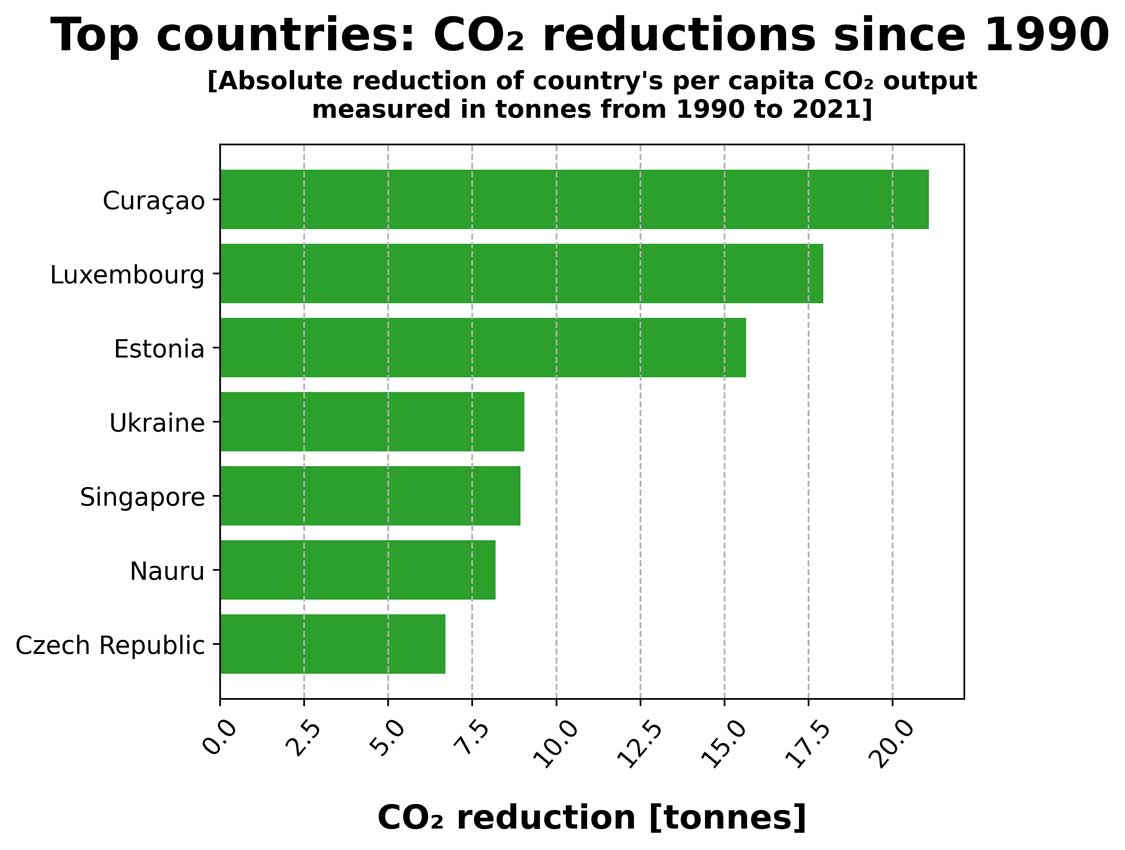 Top countries: CO₂ reductions since 1990
[Absolute reduction of country's per capita CO₂ output
measured in tonnes from 1990 to 2021]
Curaçao
Luxembourg
Estonia
Ukraine
Singapore
Nauru
Czech Republic
0.0 2.5 5.0 7.5 10.0 12.5 15.0 17.5 20.0
CO₂ reduction [tonnes]